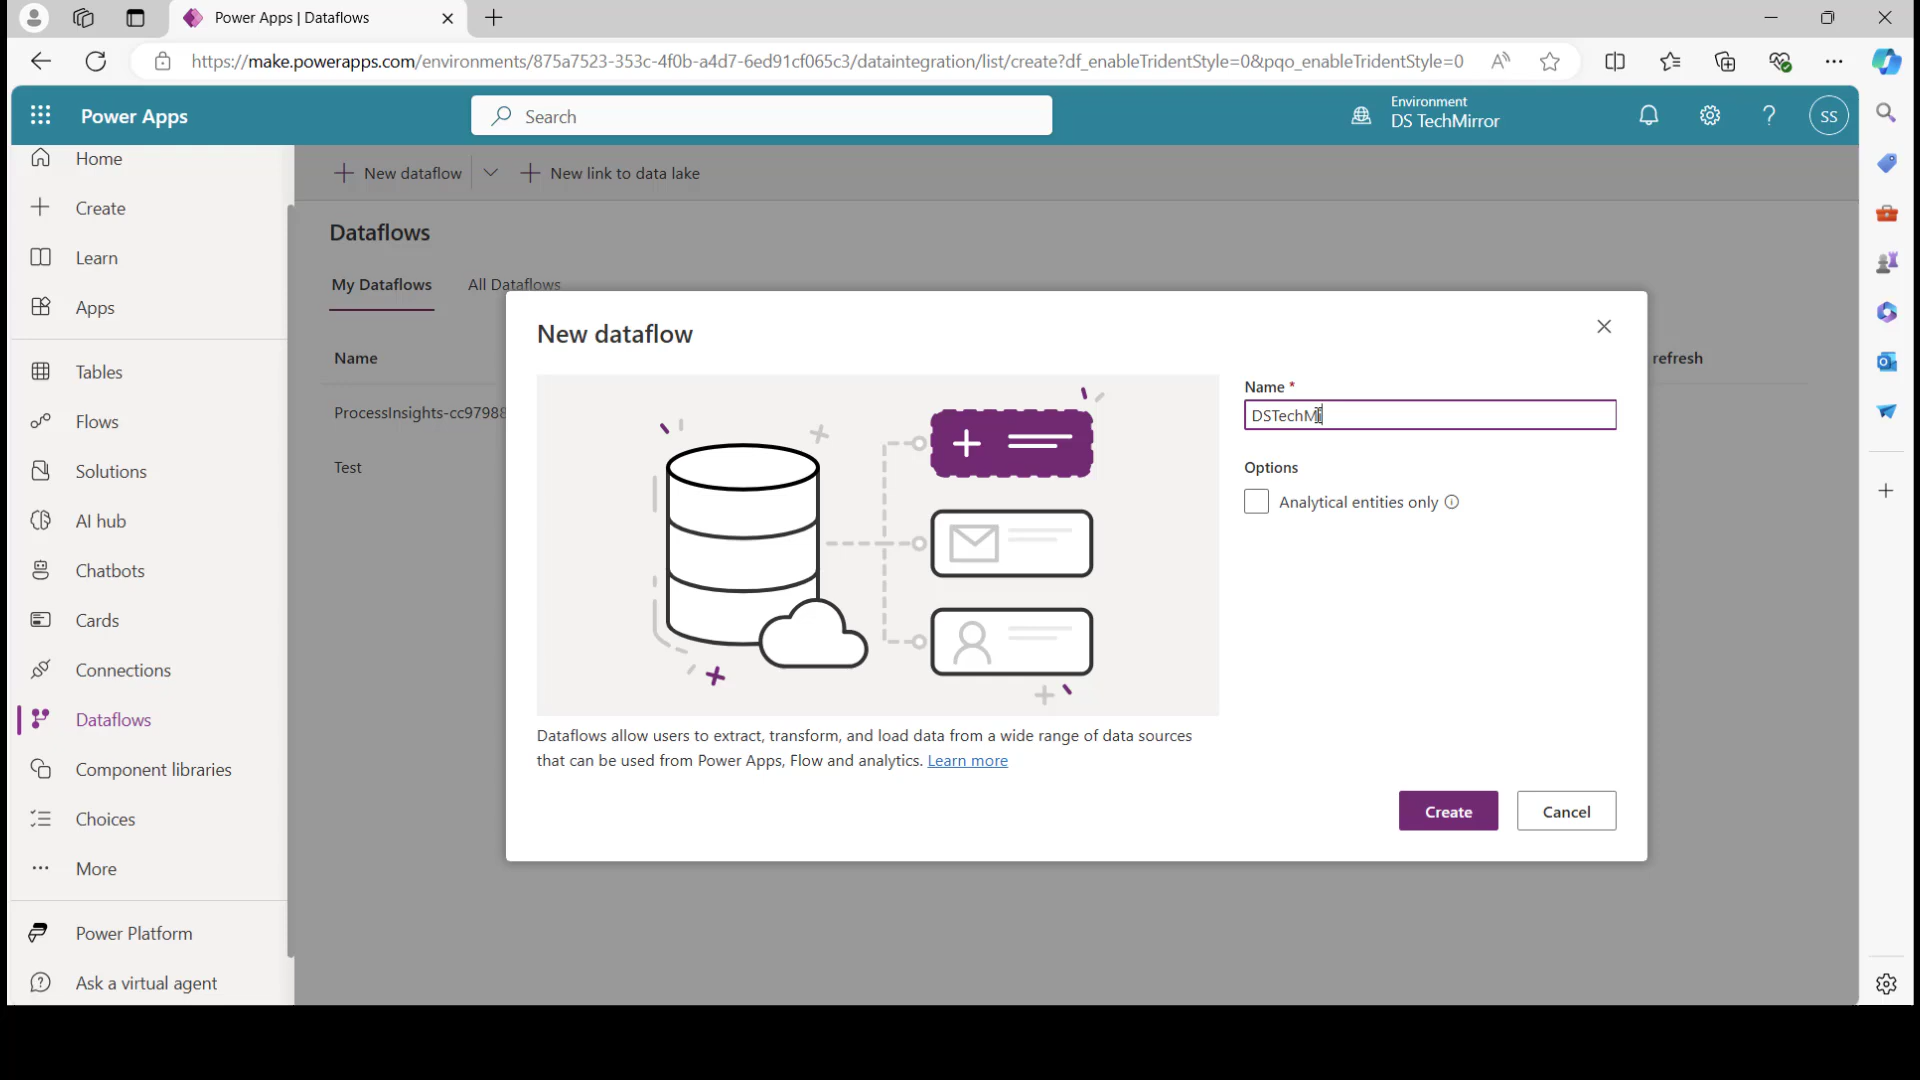 Power Apps | Dataflows
https://make.powerapps.com/environments/875a7523-353c-4f0b-a4d7-6ed91cf065c3/dataintegration/list/create?df_enableTridentStyle=0&pqo_enableTridentStyle=0
Power Apps
Search
Environment
DS TechMirror
SS
Home
Create
Learn
Apps
Tables
Flows
Solutions
AI hub
Chatbots
Cards
Connections
Dataflows
Component libraries
Choices
More
Power Platform
Ask a virtual agent
New dataflow
New link to data lake
Dataflows
My Dataflows
All Dataflows
Name
refresh
ProcessInsights-cc97988
Test
New dataflow
Name *
DSTechMi
Options
Analytical entities only
Dataflows allow users to extract, transform, and load data from a wide range of data sources
that can be used from Power Apps, Flow and analytics. Learn more
Create
Cancel